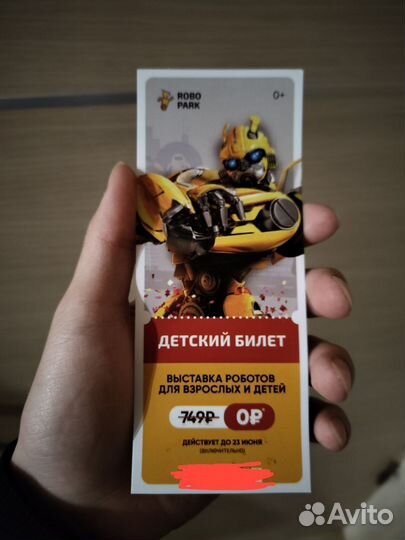 ROBO
PARK
0+
ДЕТСКИЙ БИЛЕТ
ВЫСТАВКА РОБОТОВ
ДЛЯ ВЗРОСЛЫХ И ДЕТЕЙ
749₽ 0₽*
ДЕЙСТВУЕТ ДО 23 ИЮНЯ
(ВКЛЮЧИТЕЛЬНО)
Avito